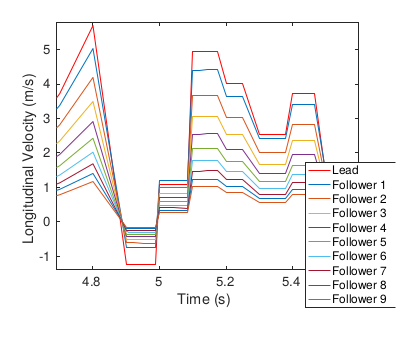 5
4
3
2
1
0
-1
Longitudinal Velocity (m/s)
4.8
5
5.2
5.4
Time (s)
Lead
Follower 1
Follower 2
Follower 3
Follower 4
Follower 5
Follower 6
Follower 7
Follower 8
Follower 9